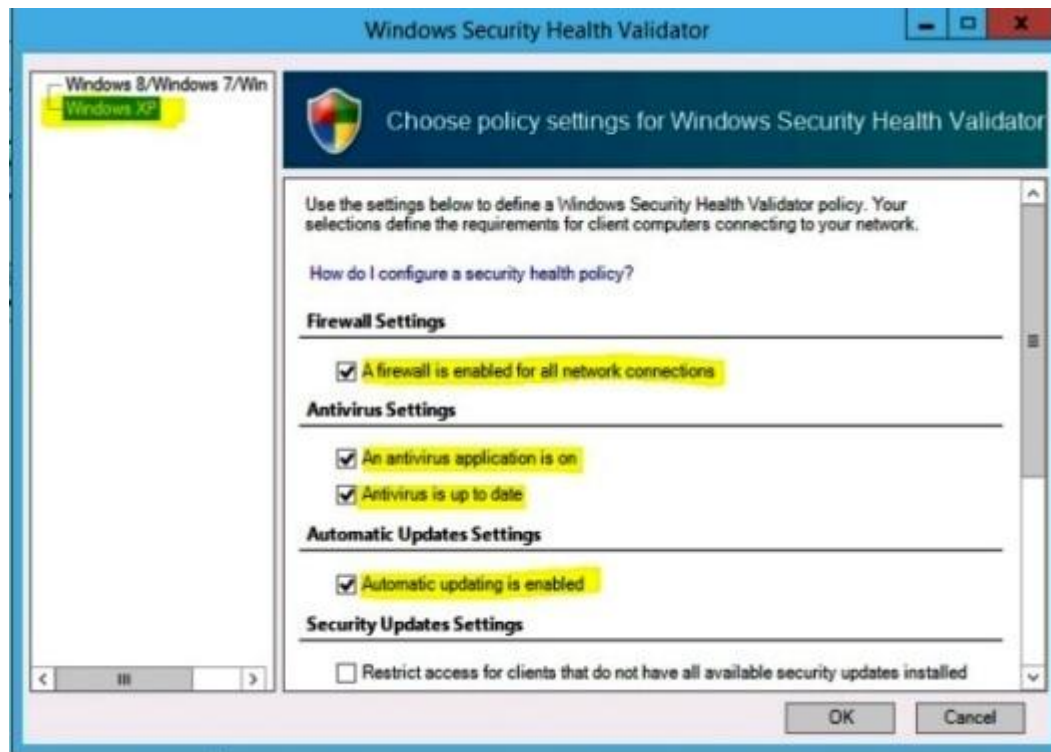 Windows Security Health Validator
Windows 8/Windows 7/Win
Windows XP
Choose policy settings for Windows Security Health Validator
Use the settings below to define a Windows Security Health Validator policy. Your
selections define the requirements for client computers connecting to your network.
How do I configure a security health policy?
Firewall Settings
A firewall is enabled for all network connections
Antivirus Settings
An antivirus application is on
Antivirus is up to date
Automatic Updates Settings
Automatic updating is enabled
Security Updates Settings
Restrict access for clients that do not have all available security updates installed
OK Cancel